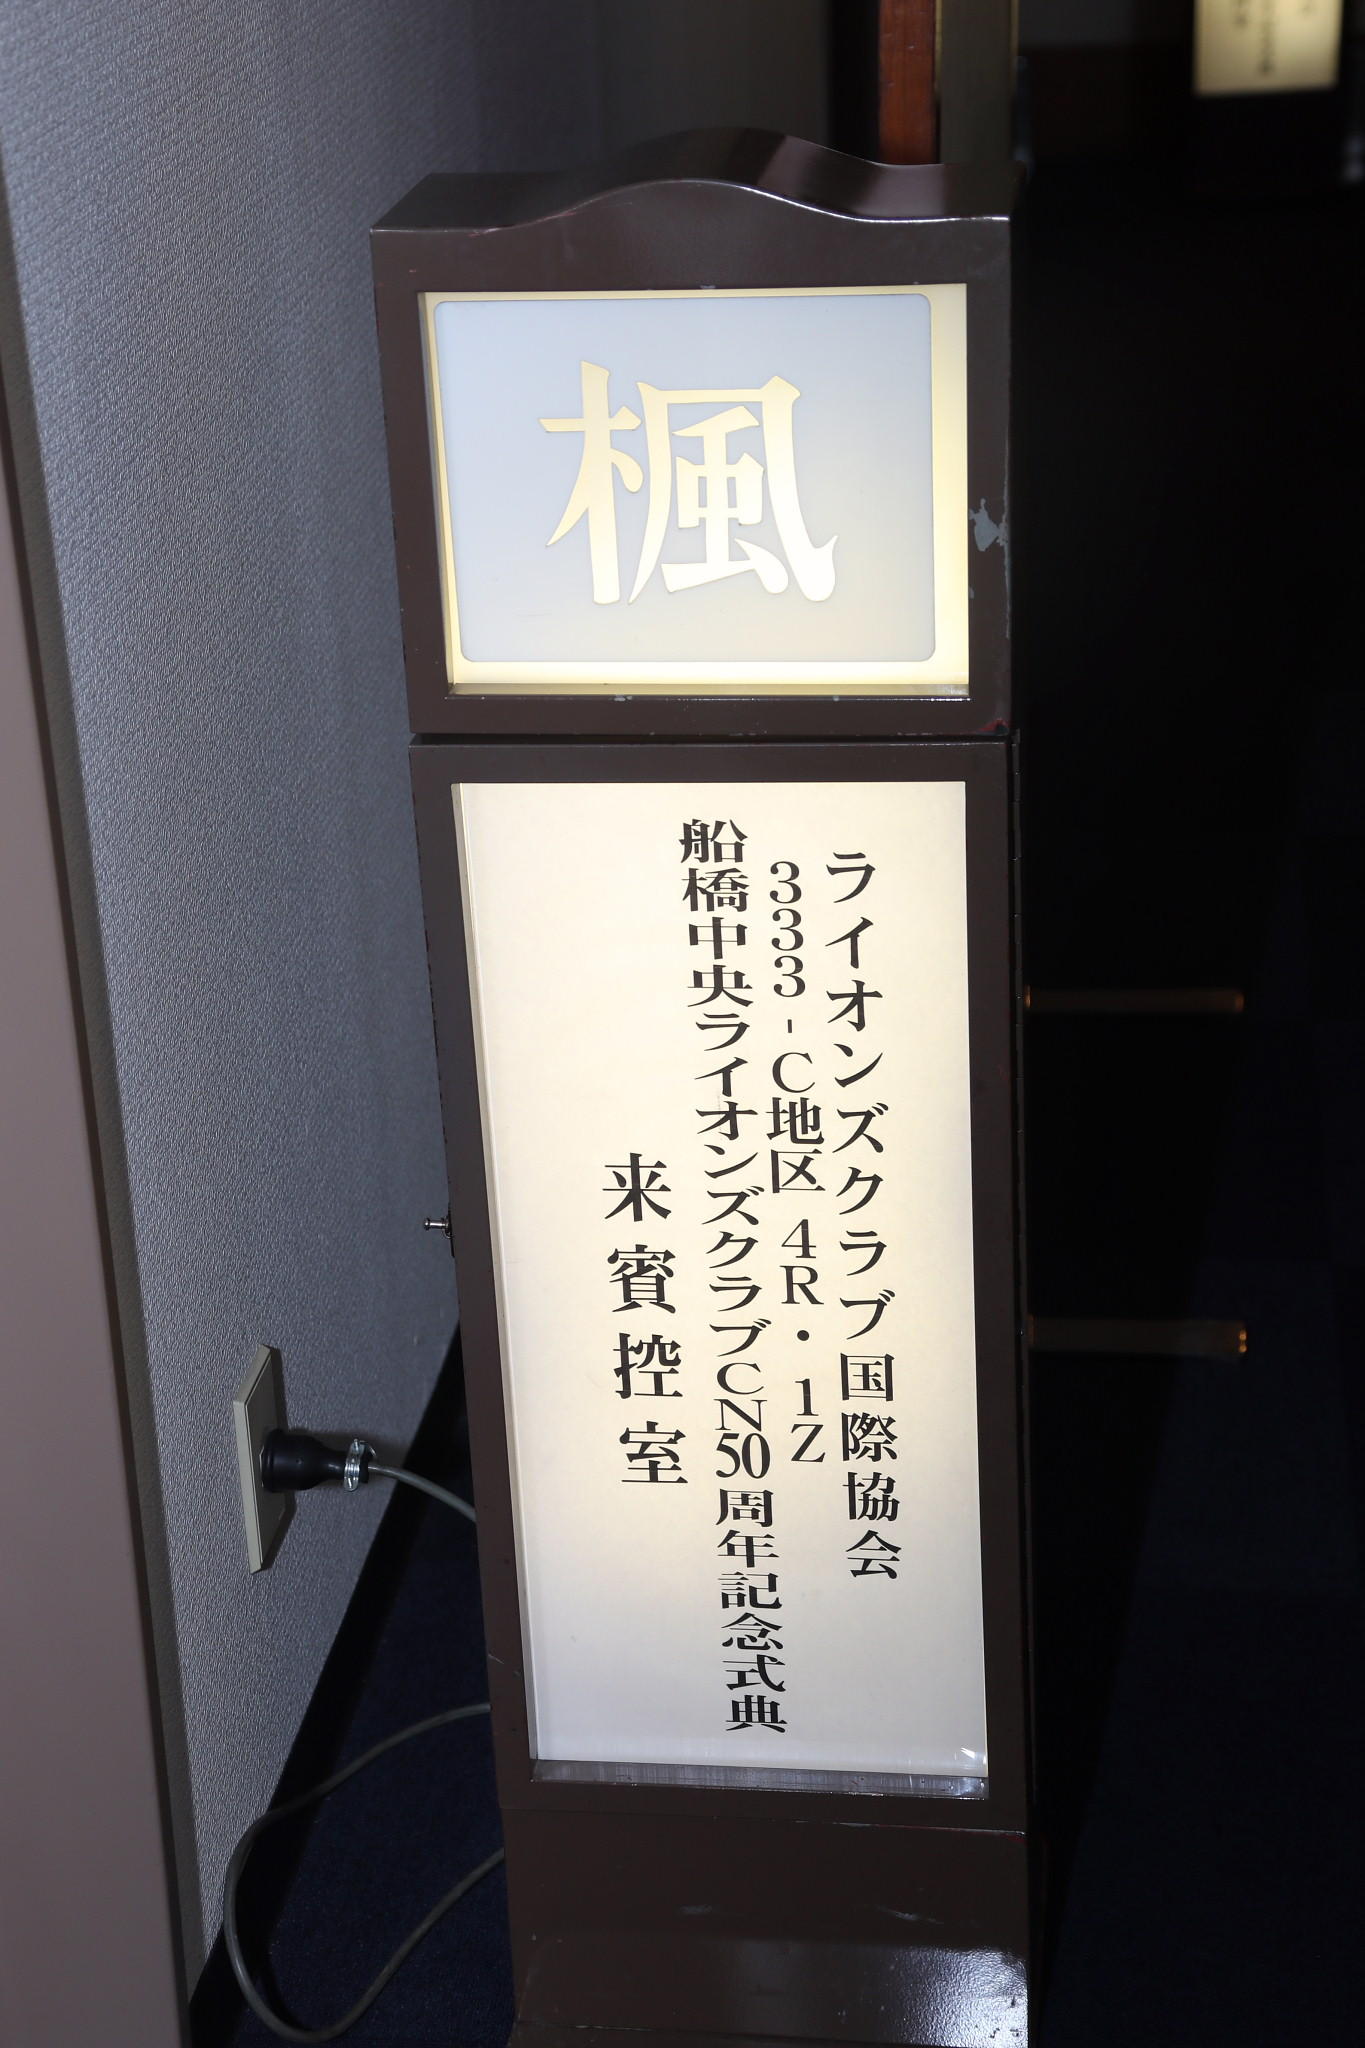 楓
ライオンズクラブ国際協会
333-C地区 4R・1Z
船橋中央ライオンズクラブCN50周年記念式典
来賓控室